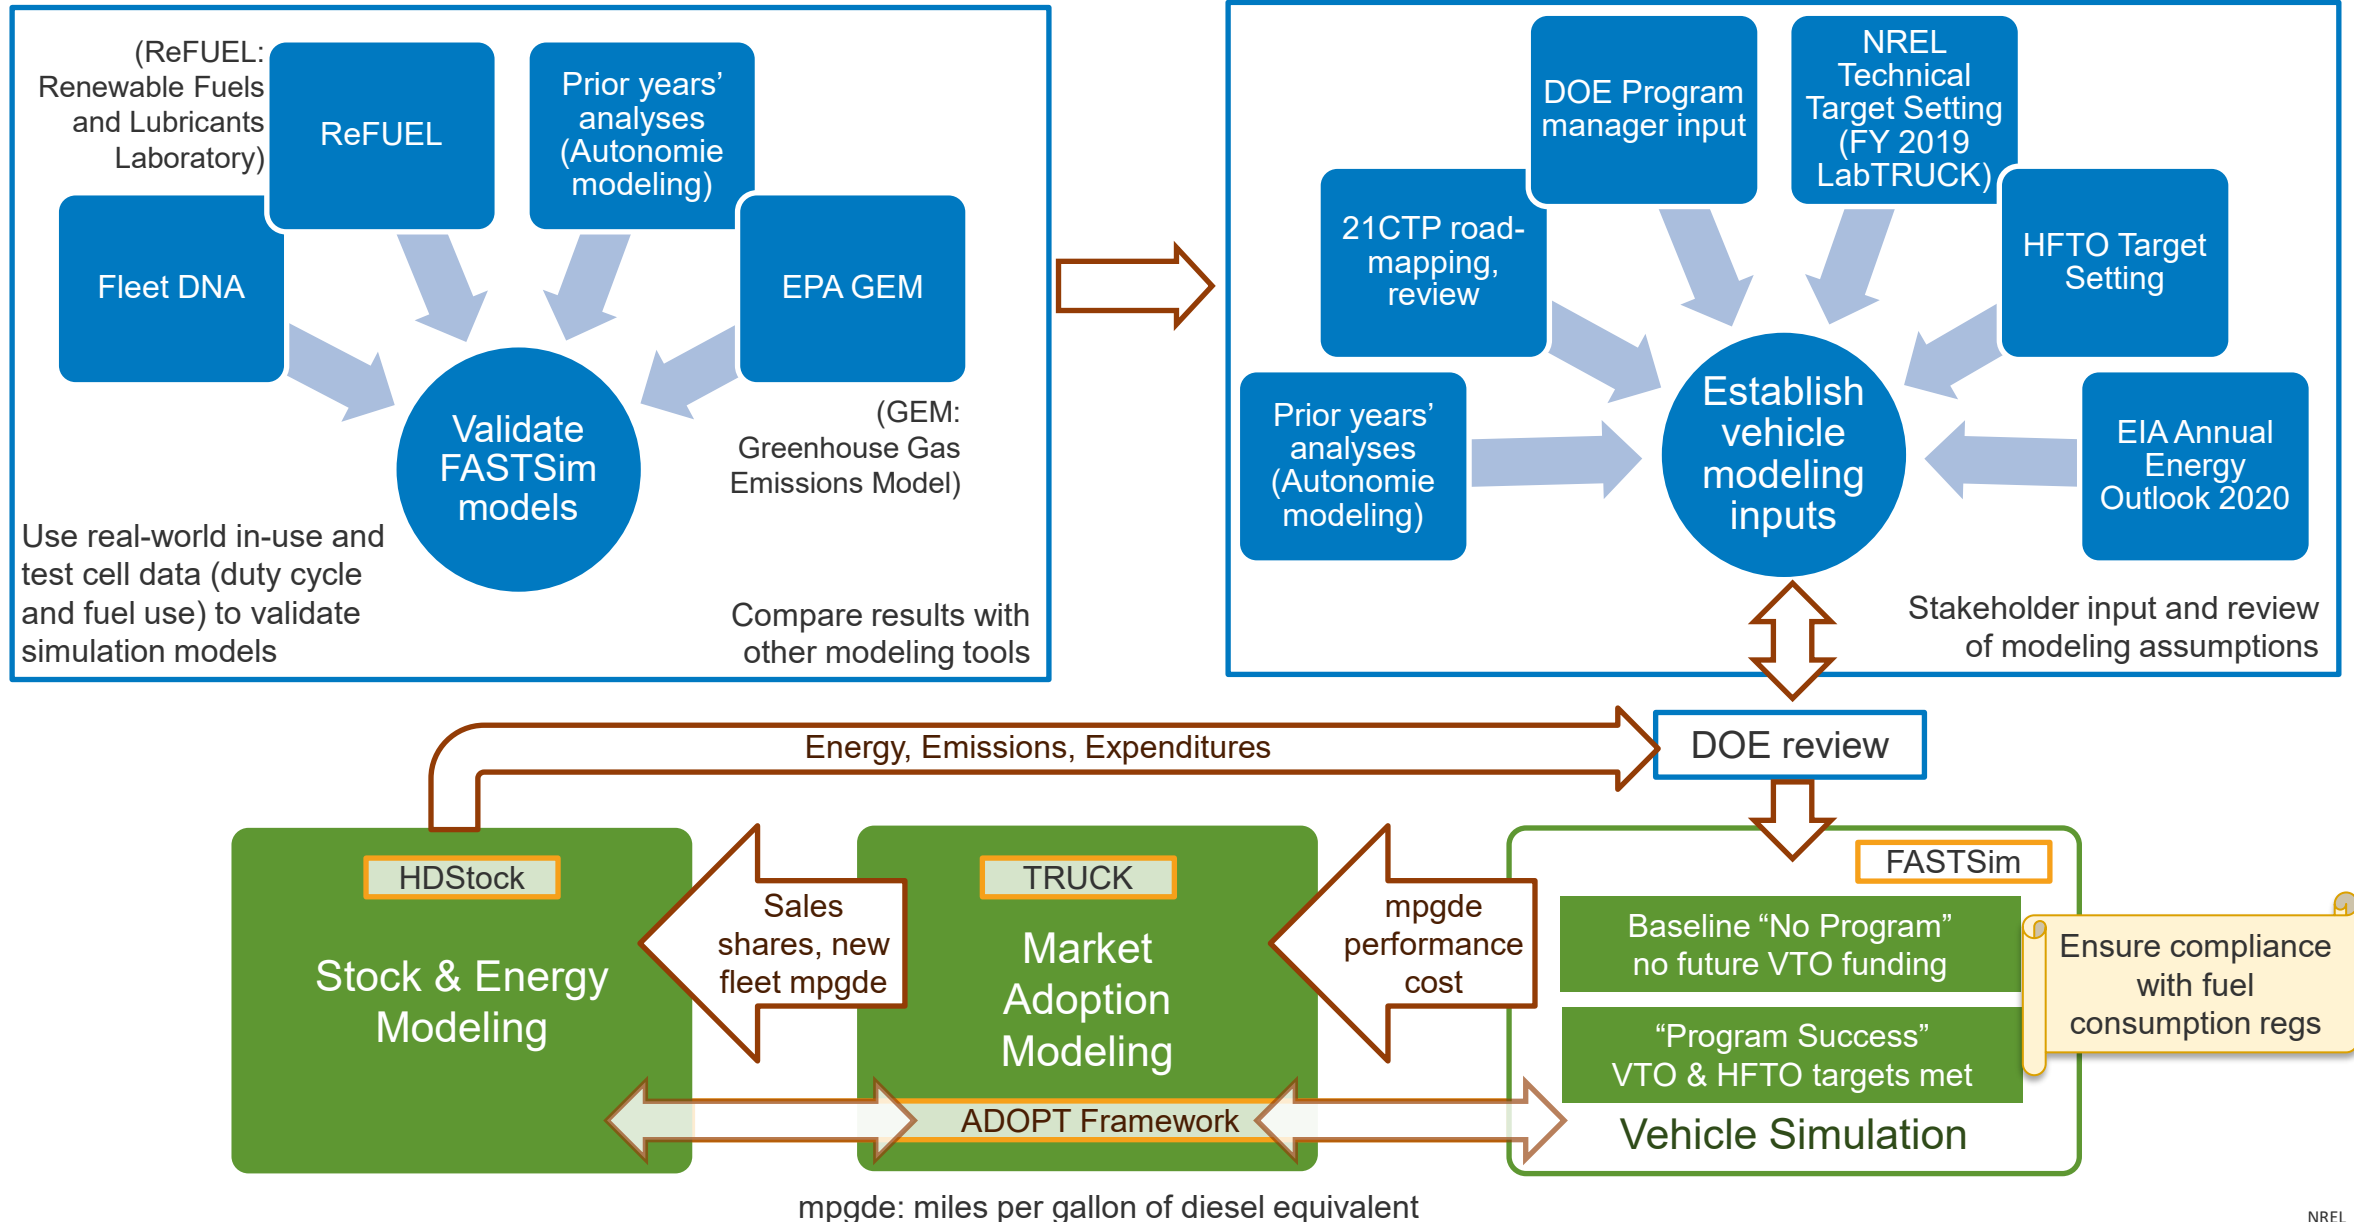 (ReFUEL:
Renewable Fuels
and Lubricants
Laboratory)
ReFUEL
Prior years’
analyses
(Autonomie
modeling)
Fleet DNA
EPA GEM
Validate
FASTSim
models
(GEM:
Greenhouse Gas
Emissions Model)
Use real-world in-use and
test cell data (duty cycle
and fuel use) to validate
simulation models
Compare results with
other modeling tools
DOE Program
manager input
NREL
Technical
Target Setting
(FY 2019
LabTRUCK)
21CTP road-
mapping,
review
HFTO Target
Setting
Prior years’
analyses
(Autonomie
modeling)
Establish
vehicle
modeling
inputs
EIA Annual
Energy
Outlook 2020
Stakeholder input and review
of modeling assumptions
Energy, Emissions, Expenditures
DOE review
HDStock
Stock & Energy
Modeling
Sales
shares, new
fleet mpgde
TRUCK
Market
Adoption
Modeling
mpgde
performance
cost
FASTSim
Baseline “No Program”
no future VTO funding
“Program Success”
VTO & HFTO targets met
Vehicle Simulation
Ensure compliance
with fuel
consumption regs
ADOPT Framework
mpgde: miles per gallon of diesel equivalent
NREL